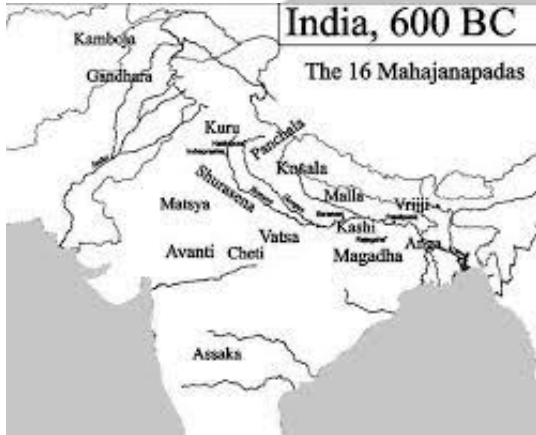 India, 600 BC
The 16 Mahajanapadas
Kamboja
Gandhara
Kuru
Panchala
Kosala
Shurasena
Malla
Vrijji
Matsya
Kashi
Anga
Vatsa
Avanti
Cheti
Magadha
Assaka